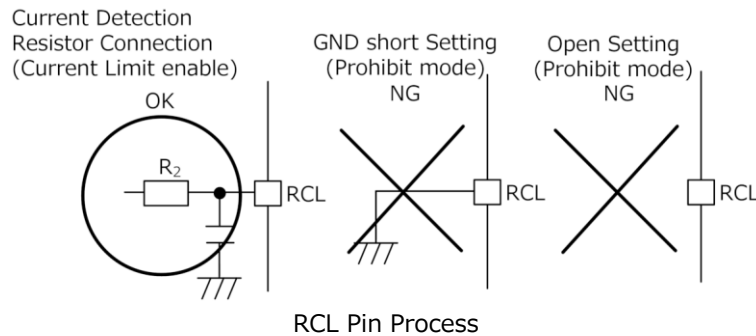 Current Detection
Resistor Connection
(Current Limit enable)
OK
R₂
RCL
GND short Setting
(Prohibit mode)
NG
RCL
Open Setting
(Prohibit mode)
NG
RCL
RCL Pin Process